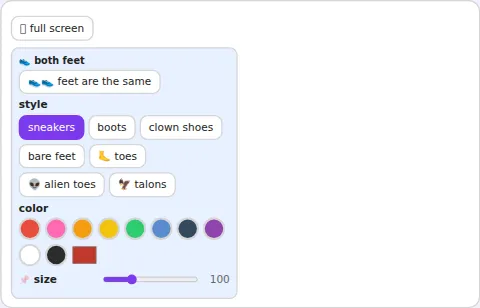 full screen
both feet
feet are the same
style
sneakers boots clown shoes
bare feet toes
alien toes talons
color
size 100